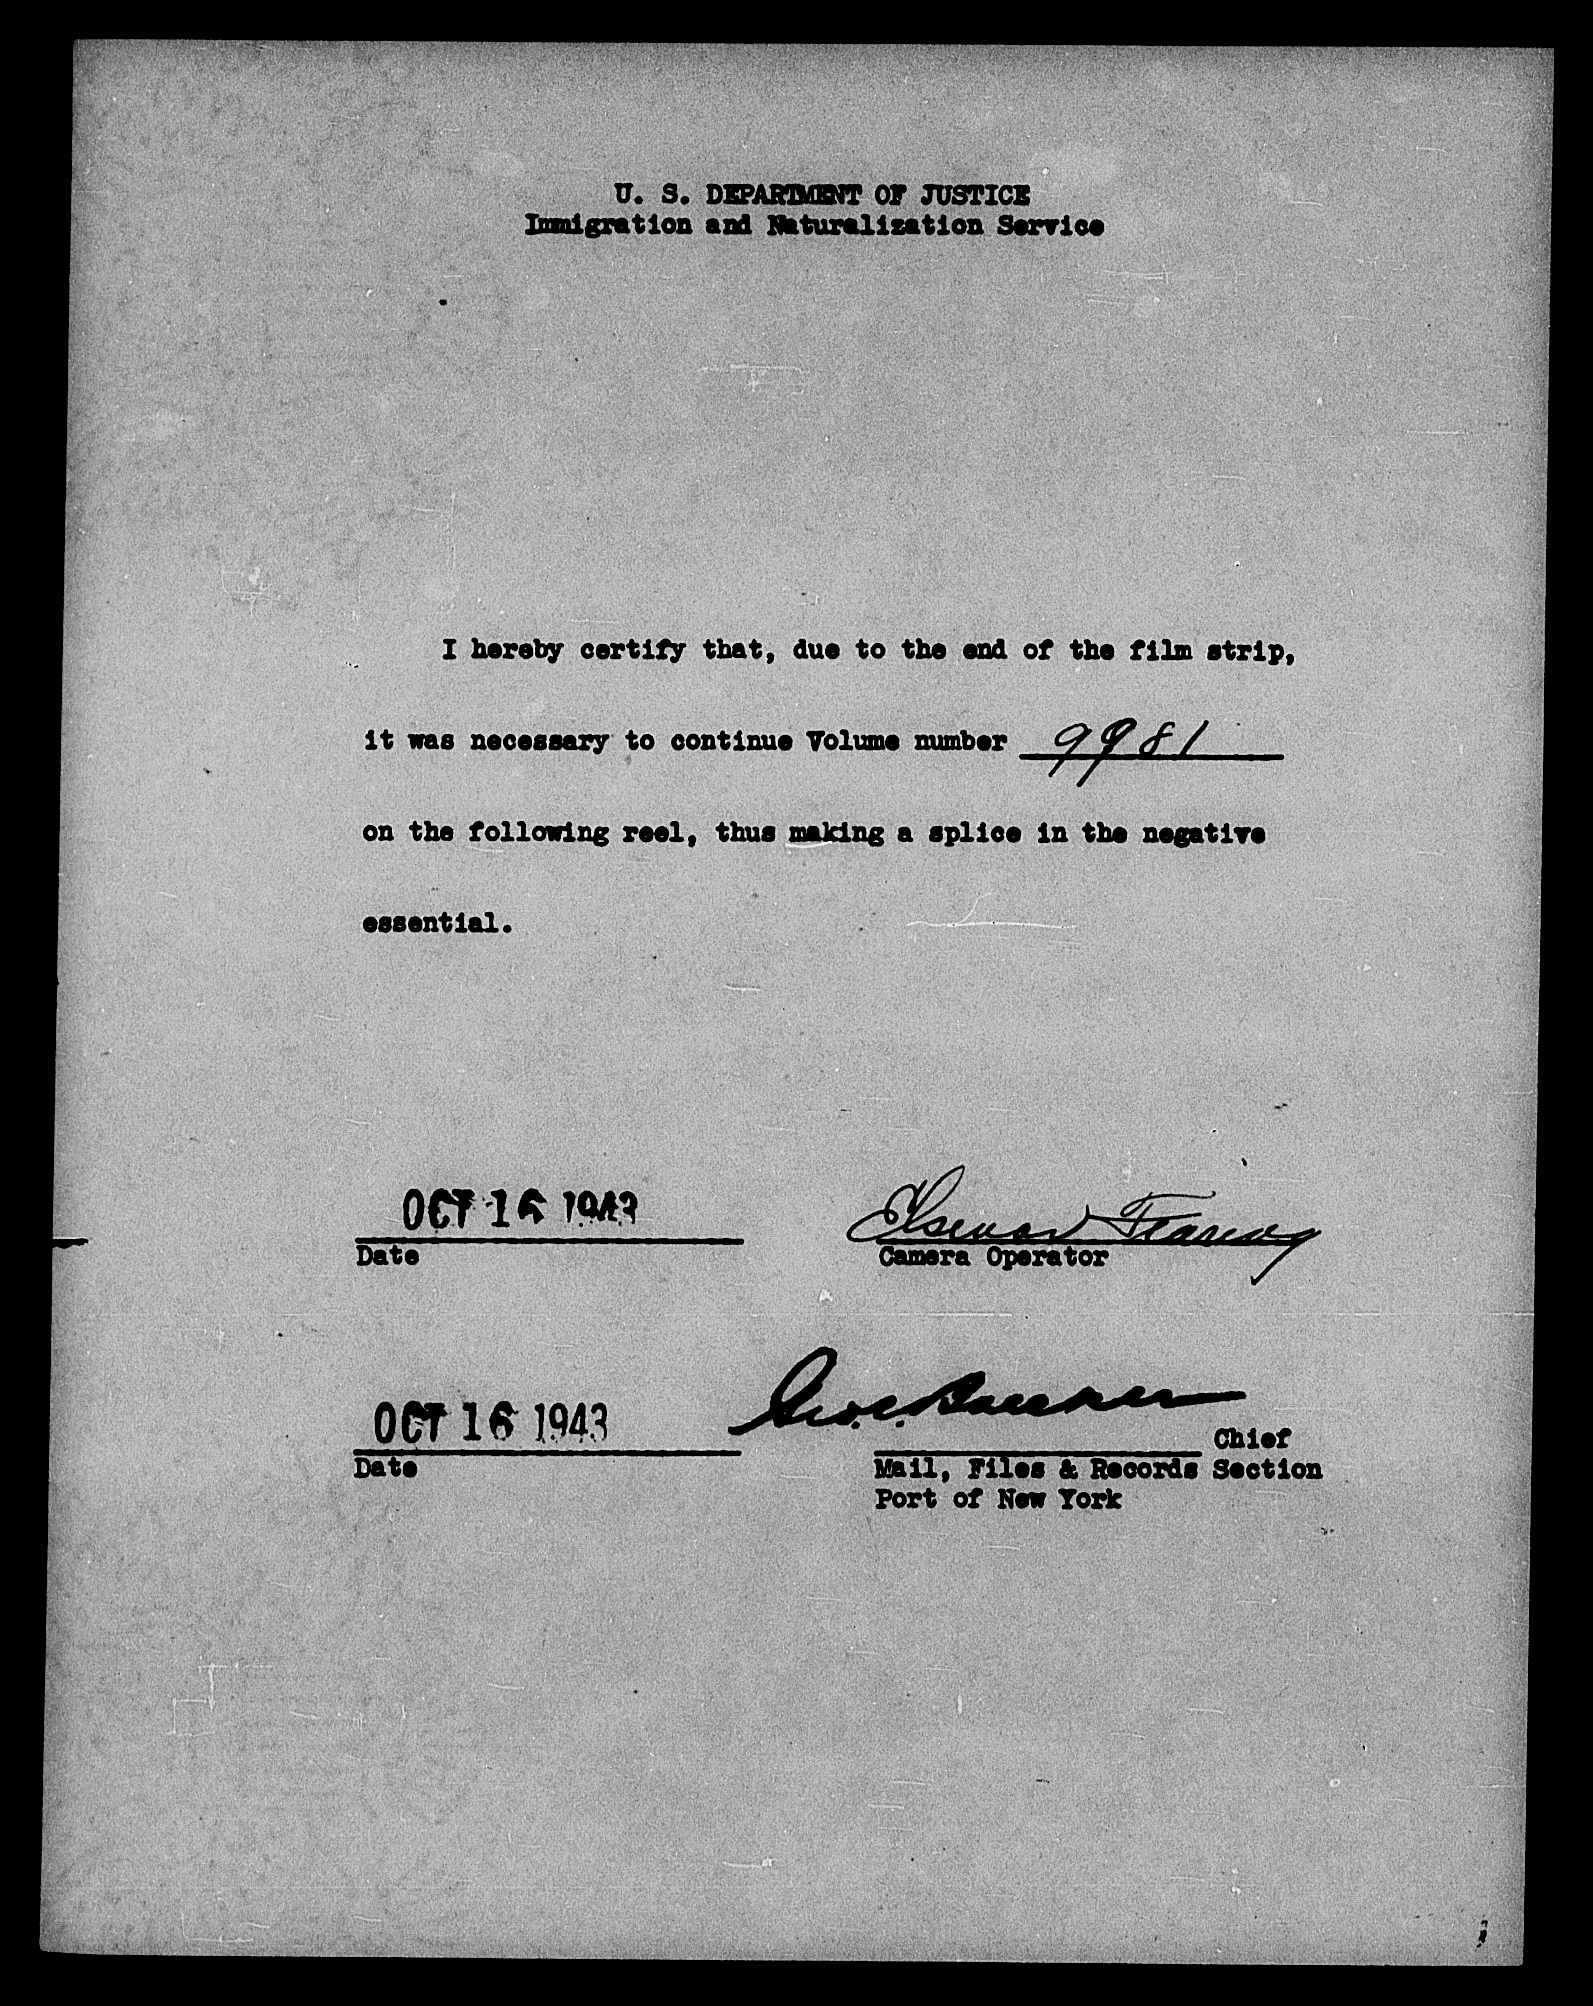 U. S. DEPARTMENT OF JUSTICE
Immigration and Naturalization Service
I hereby certify that, due to the end of the film strip,
it was necessary to continue Volume number 9981
on the following reel, thus making a splice in the negative
essential.
OCT 16 1943
Date
Camera Operator
OCT 16 1943
Date
Chief
Mail, Files & Records Section
Port of New York